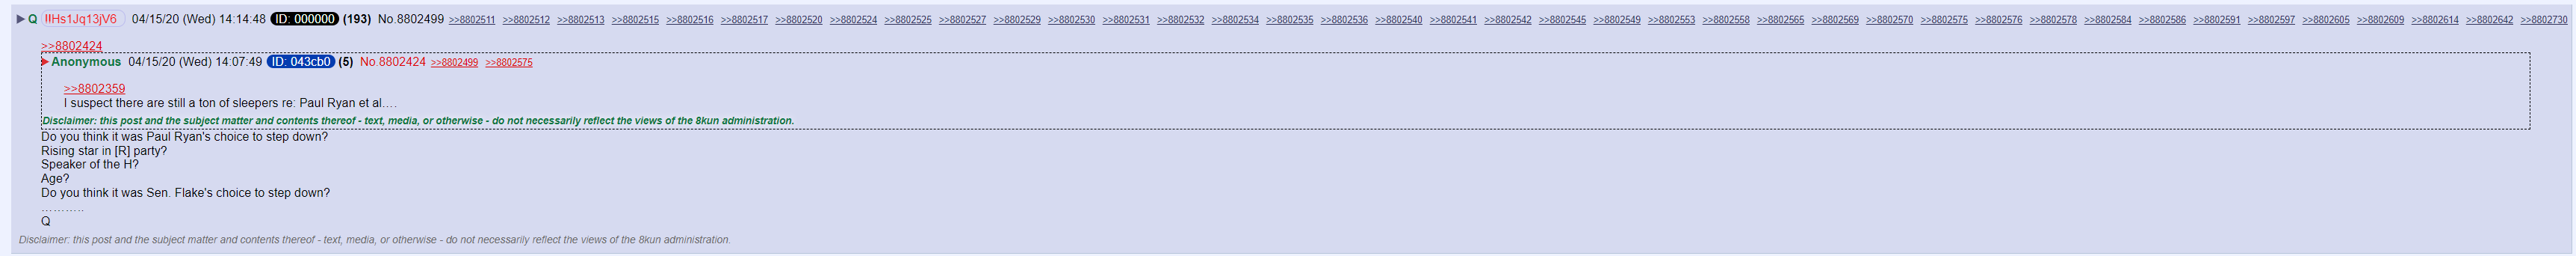 ▶ Q !!Hs1Jq13jV6 04/15/20 (Wed) 14:14:48 ID: 000000 (193) No.8802499 >>8802511 >>8802512 >>8802513 >>8802515 >>8802516 >>8802517 >>8802520 >>8802524 >>8802525 >>8802527 >>8802529 >>8802530 >>8802531 >>8802532 >>8802534 >>8802535 >>8802536 >>8802540 >>8802541 >>8802542 >>8802545 >>8802549 >>8802553 >>8802558 >>8802565 >>8802569 >>8802570 >>8802575 >>8802576 >>8802578 >>8802584 >>8802586 >>8802591 >>8802597 >>8802605 >>8802609 >>8802614 >>8802642 >>8802730
>>8802424
▶Anonymous 04/15/20 (Wed) 14:07:49 ID: 043cb0 (5) No.8802424 >>8802499 >>8802575
>>8802359
I suspect there are still a ton of sleepers re: Paul Ryan et al….
Disclaimer: this post and the subject matter and contents thereof - text, media, or otherwise - do not necessarily reflect the views of the 8kun administration.
Do you think it was Paul Ryan's choice to step down?
Rising star in [R] party?
Speaker of the H?
Age?
Do you think it was Sen. Flake's choice to step down?
………..
Q
Disclaimer: this post and the subject matter and contents thereof - text, media, or otherwise - do not necessarily reflect the views of the 8kun administration.